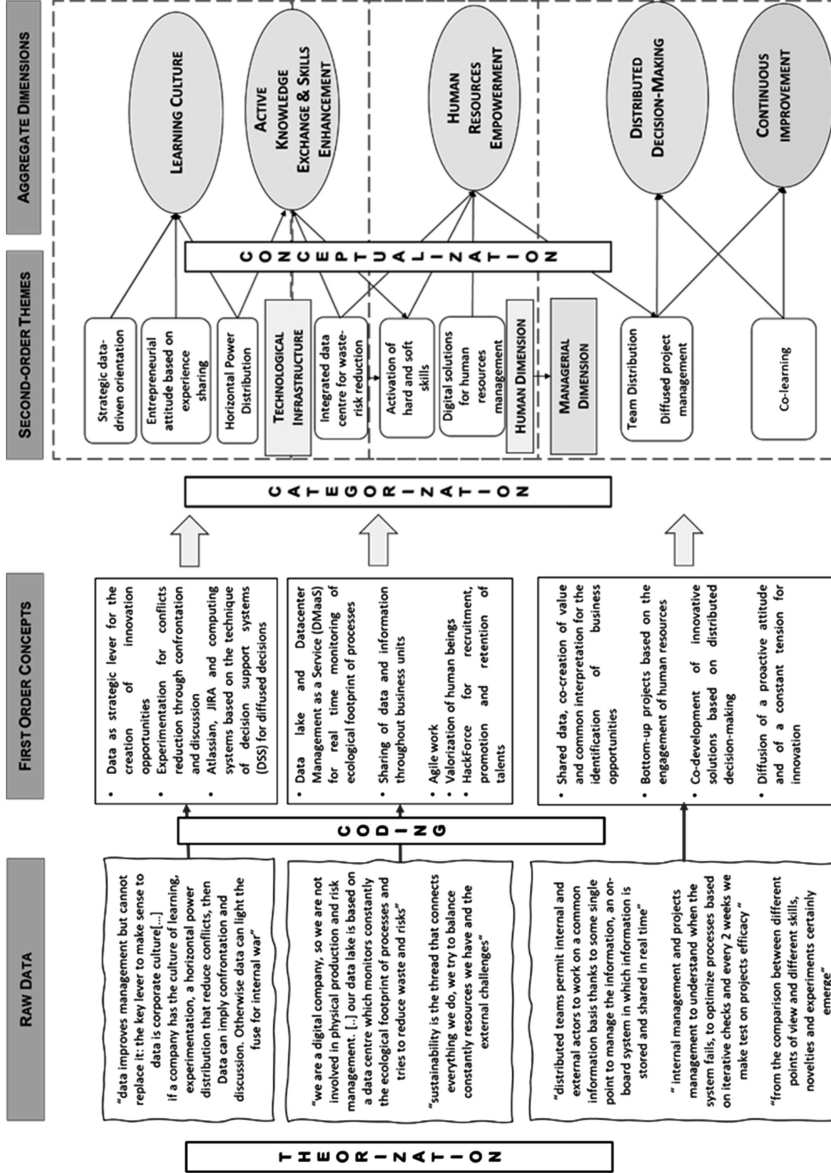 RAW DATA
FIRST ORDER CONCEPTS
SECOND-ORDER THEMES
AGGREGATE DIMENSIONS
THEORIZATION
“data improves management but cannot
replace it: the key lever to make sense to
data is corporate culture[...]
if a company has the culture of learning,
experimentation, a horizontal power
distribution that reduce conflicts, then
Data can imply confrontation and
discussion. Otherwise data can light the
fuse for internal war”
“we are a digital company, so we are not
involved in physical production and risk
management. [..] our data lake is based on
a data centre which monitors constantly
the ecological footprint of processes and
tries to reduce waste and risks”
“sustainability is the thread that connects
everything we do, we try to balance
constantly resources we have and the
external challenges”
“distributed teams permit internal and
external actors to work on a common
information basis thanks to some single
point to manage the information, an on-
board system in which information is
stored and shared in real time”
“ internal management and projects
management to understand when the
system fails, to optimize processes based
on iterative checks and every 2 weeks we
make test on projects efficacy“
“from the comparison between different
points of view and different skills,
novelties and experiments certainly
emerge“
CODING
• Data as strategic lever for the
creation of innovation
opportunities
• Experimentation for conflicts
reduction through confrontation
and discussion
• Atlassian, JIRA and computing
systems based on the technique
of decision support systems
(DSS) for diffused decisions)
• Data lake and Datacenter
Management as a Service (DMaaS)
for real time monitoring of
ecological footprint of processes
• Sharing of data and information
throughout business units
• Agile work
• Valorization of human beings
• HackForce for recruitment,
promotion and retention of
talents
• Shared data, co-creation of value
and common interpretation for the
identification of business
opportunities
• Bottom-up projects based on the
engagement of human resources
• Co-development of innovative
solutions based on distributed
decision-making
• Diffusion of a proactive attitude
and of a constant tension for
innovation
CATEGORIZATION
Strategic data-
driven orientation
Entrepreneurial
attitude based on
experience
sharing
Horizontal Power
Distribution
TECHNOLOGICAL
INFRASTRUCTURE
Integrated data
centre for waste-
risk reduction
Activation of
hard and soft
skills
Digital solutions
for human
resources
management
HUMAN DIMENSION
MANAGERIAL
DIMENSION
Team Distribution
Diffused project
management
Co-learning
CONCEPTUALIZATION
LEARNING CULTURE
ACTIVE
KNOWLEDGE
EXCHANGE & SKILLS
ENHANCEMENT
HUMAN
RESOURCES
EMPOWERMENT
DISTRIBUTED
DECISION-MAKING
CONTINUOUS
IMPROVEMENT